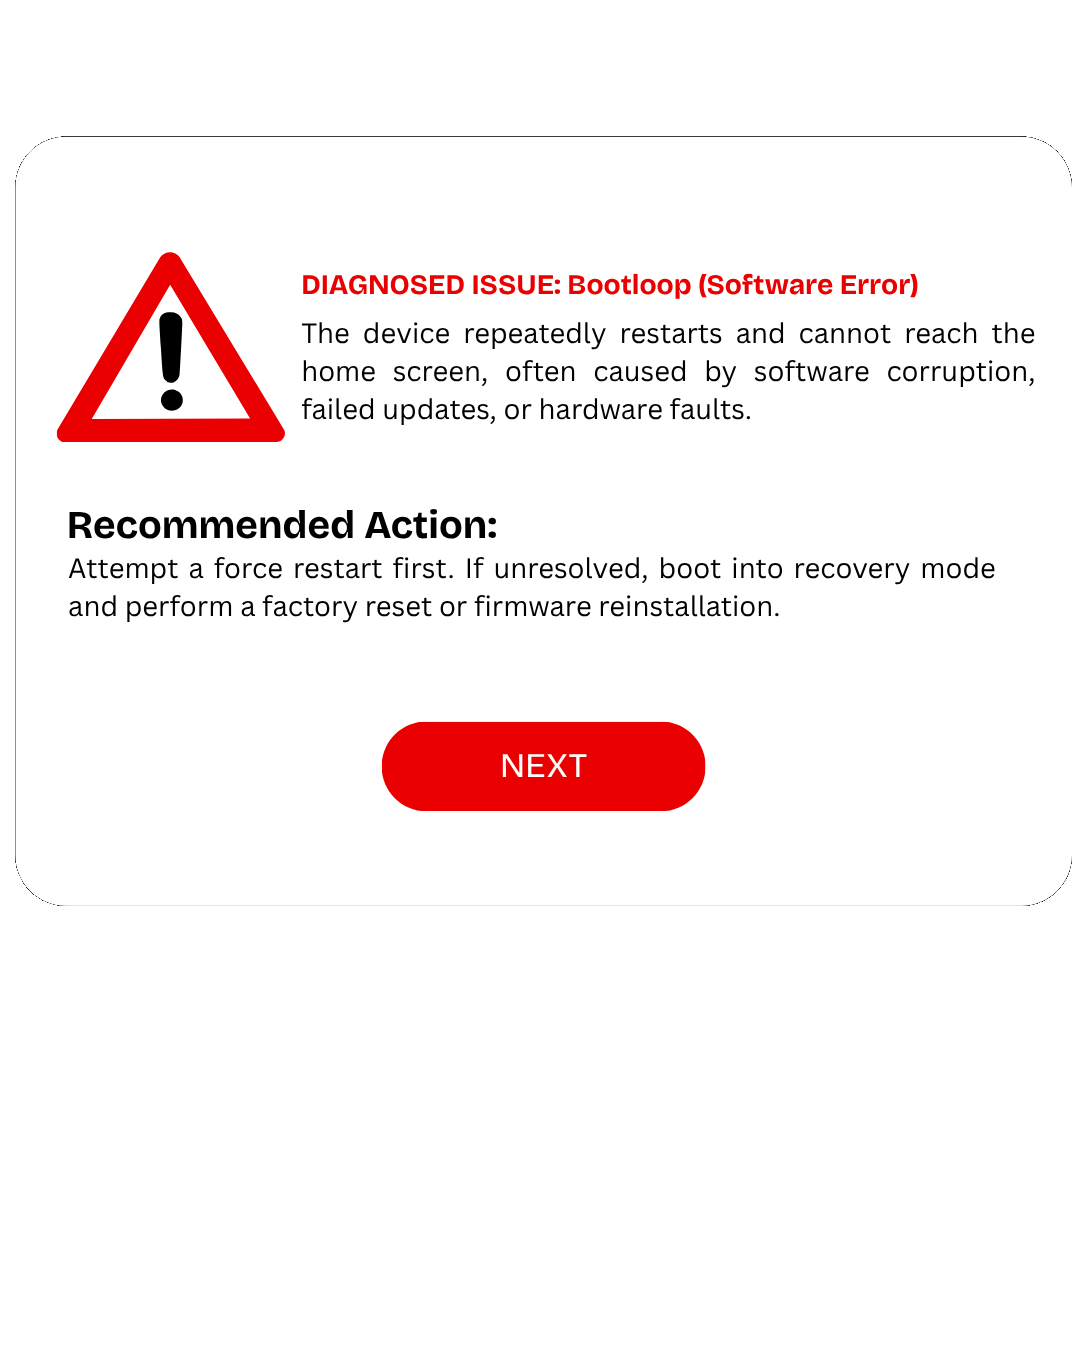 DIAGNOSED ISSUE: Bootloop (Software Error)
The device repeatedly restarts and cannot reach the
home screen, often caused by software corruption,
failed updates, or hardware faults.
Recommended Action:
Attempt a force restart first. If unresolved, boot into recovery mode
and perform a factory reset or firmware reinstallation.
NEXT